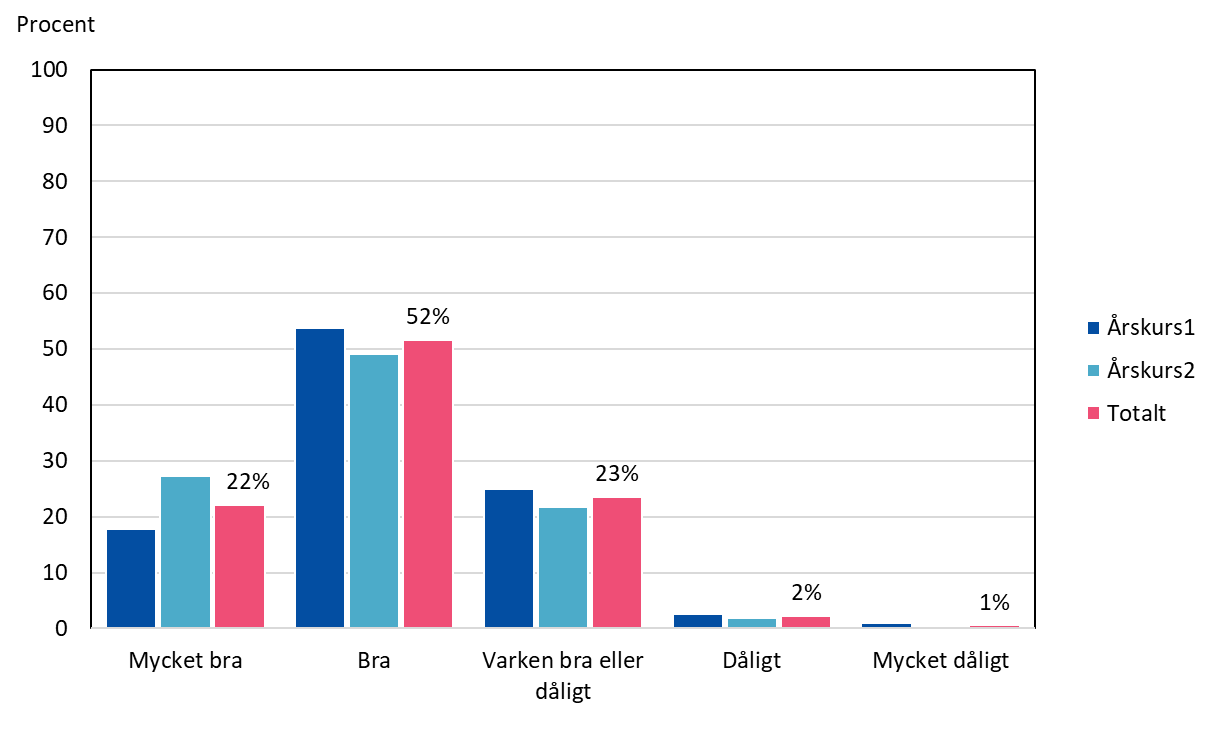 Procent
100
90
80
70
60
50
40
30
20
10
0
22%
52%
23%
2%
1%
Mycket bra
Bra
Varken bra eller
dåligt
Dåligt
Mycket dåligt
Årskurs1
Årskurs2
Totalt